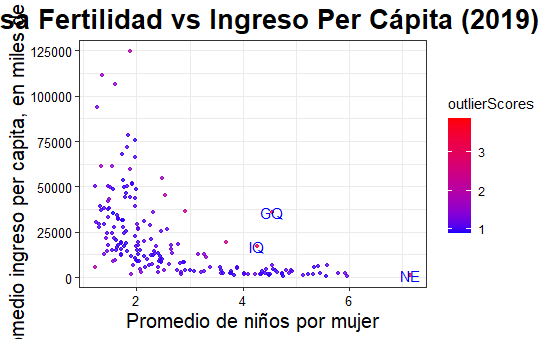 sa Fertilidad vs Ingreso Per Cápita (2019)
omedio ingreso per capita, en miles de
125000
100000
75000
50000
25000
0
GQ
IQ
NE
2
4
6
Promedio de niños por mujer
outlierScores
3
2
1